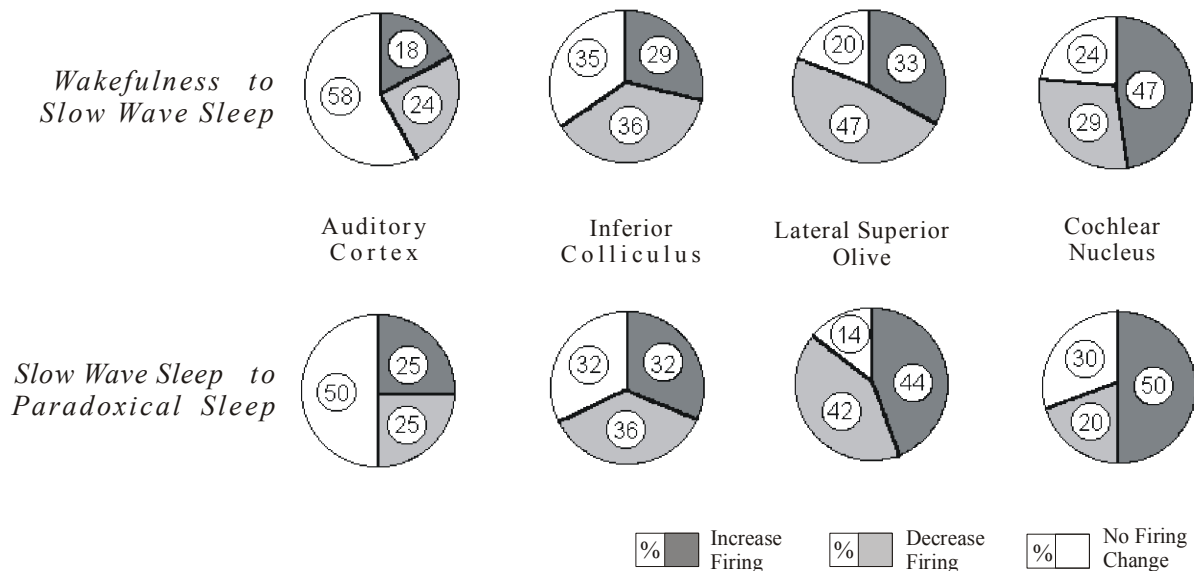 18
58
24
35
29
36
20
33
47
24
47
29
Wakefulness to
Slow Wave Sleep
Auditory
Cortex
Inferior
Colliculus
Lateral Superior
Olive
Cochlear
Nucleus
Slow Wave Sleep to
Paradoxical Sleep
25
50
25
32
32
36
14
44
42
30
50
20
% Increase
Firing
% Decrease
Firing
% No Firing
Change